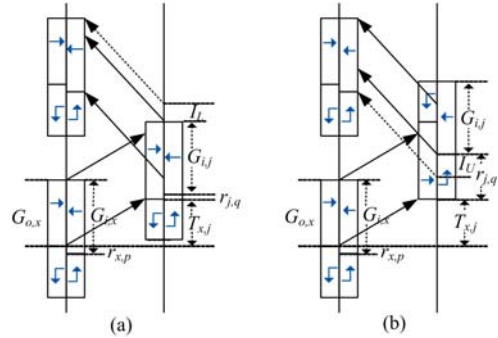 I_L
G_{i,j}
r_{j,q}
G_{o,x}
G_{i,x}
T_{x,j}
r_{x,p}
(a)
G_{i,j}
I_U
r_{j,q}
G_{o,x}
G_{i,x}
T_{x,j}
r_{x,p}
(b)